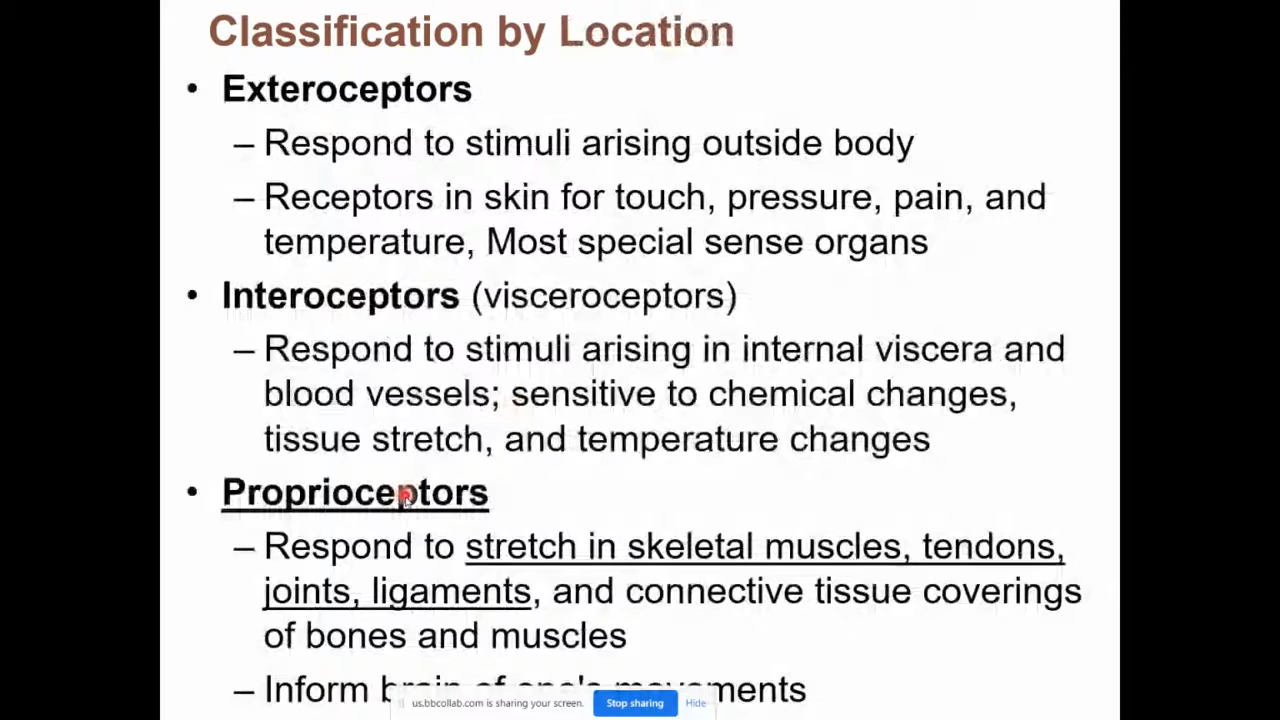 Classification by Location
• Exteroceptors
– Respond to stimuli arising outside body
– Receptors in skin for touch, pressure, pain, and
temperature, Most special sense organs
• Interoceptors (visceroceptors)
– Respond to stimuli arising in internal viscera and
blood vessels; sensitive to chemical changes,
tissue stretch, and temperature changes
• Proprioceptors
– Respond to stretch in skeletal muscles, tendons,
joints, ligaments, and connective tissue coverings
of bones and muscles
– Inform brain of one's movements
us.bbcollab.com is sharing your screen. Stop sharing Hide